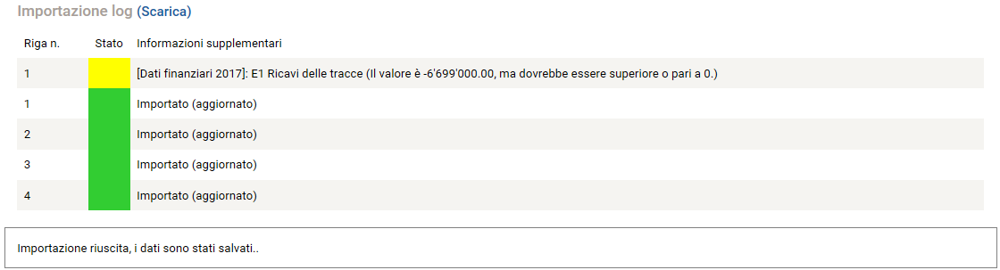 Importazione log (Scarica)
Riga n. Stato Informazioni supplementari
1 [Dati finanziari 2017]: E1 Ricavi delle tracce (Il valore è -6'699'000.00, ma dovrebbe essere superiore o pari a 0.)
1 Importato (aggiornato)
2 Importato (aggiornato)
3 Importato (aggiornato)
4 Importato (aggiornato)
Importazione riuscita, i dati sono stati salvati..